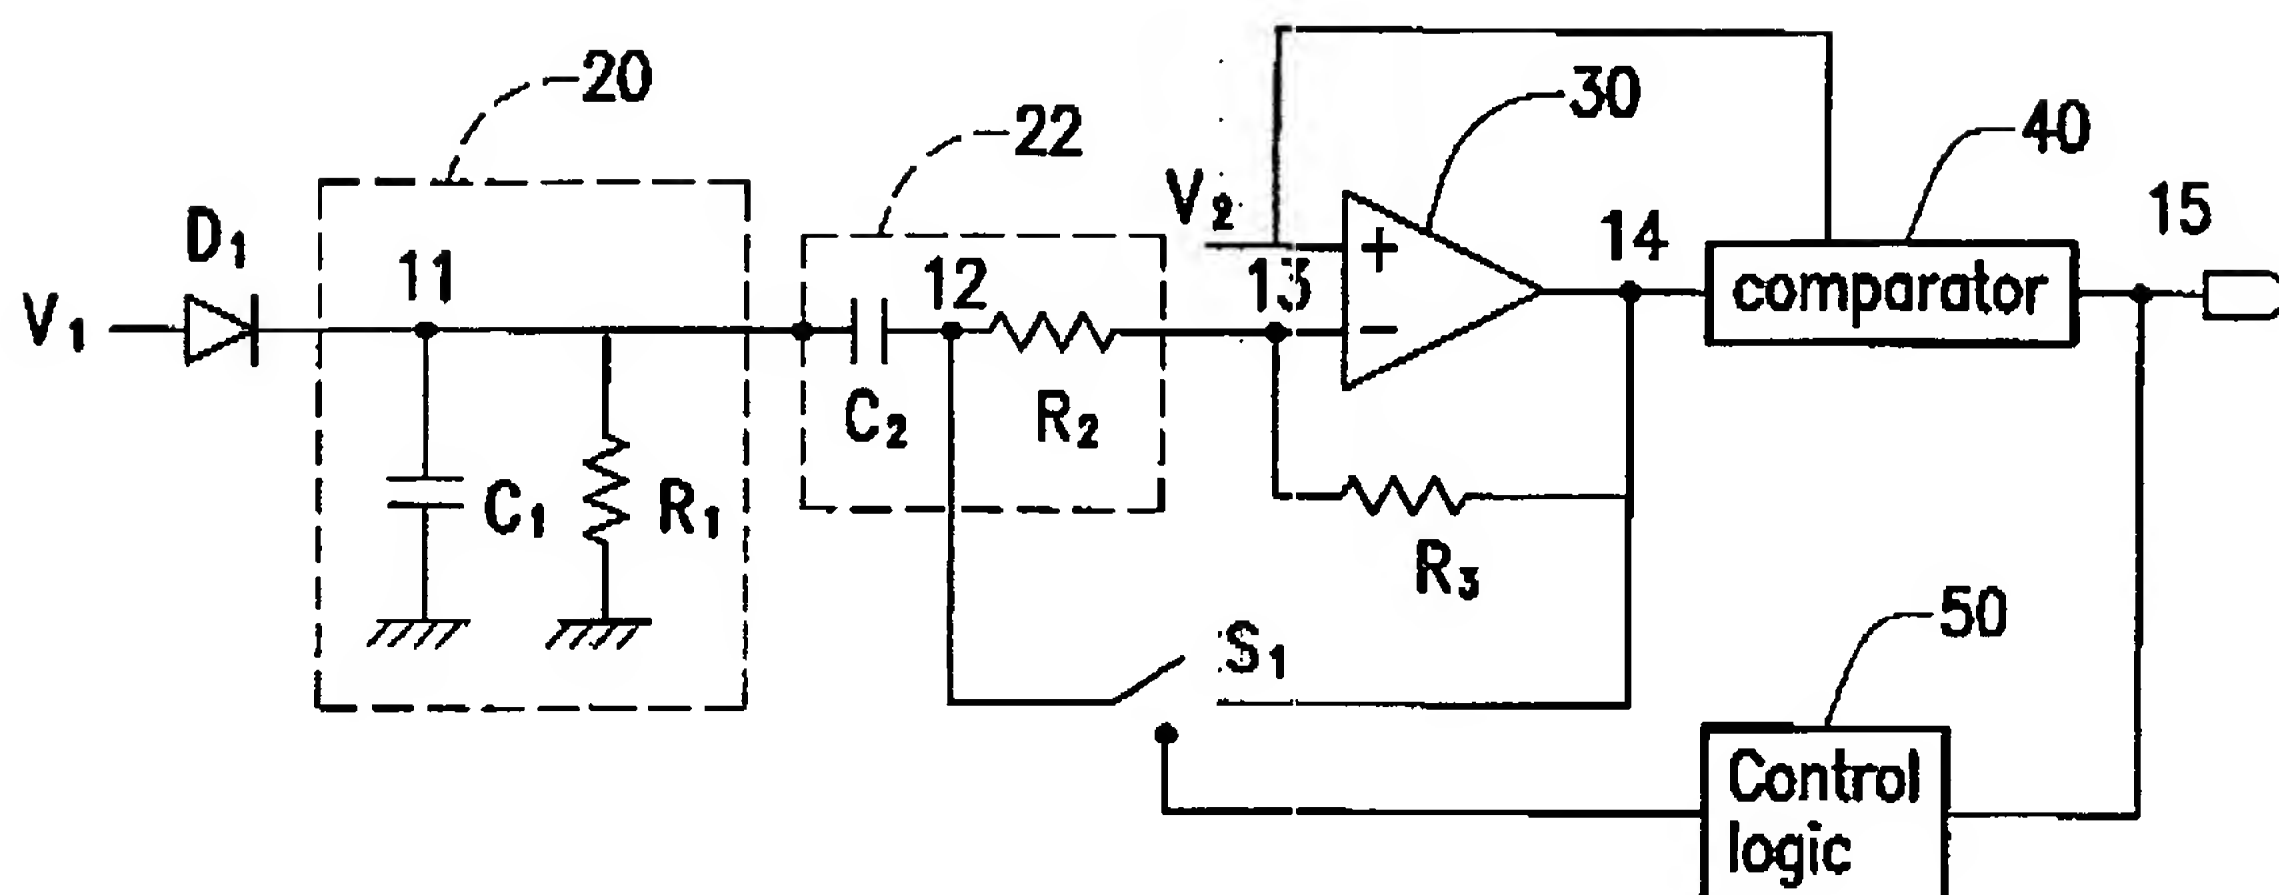 20
22
30
40
V₂
14
15
D₁
11
12
13
+
comparator
V₁
−
C₂
R₂
C₁
R₁
R₃
50
S₁
Control
logic